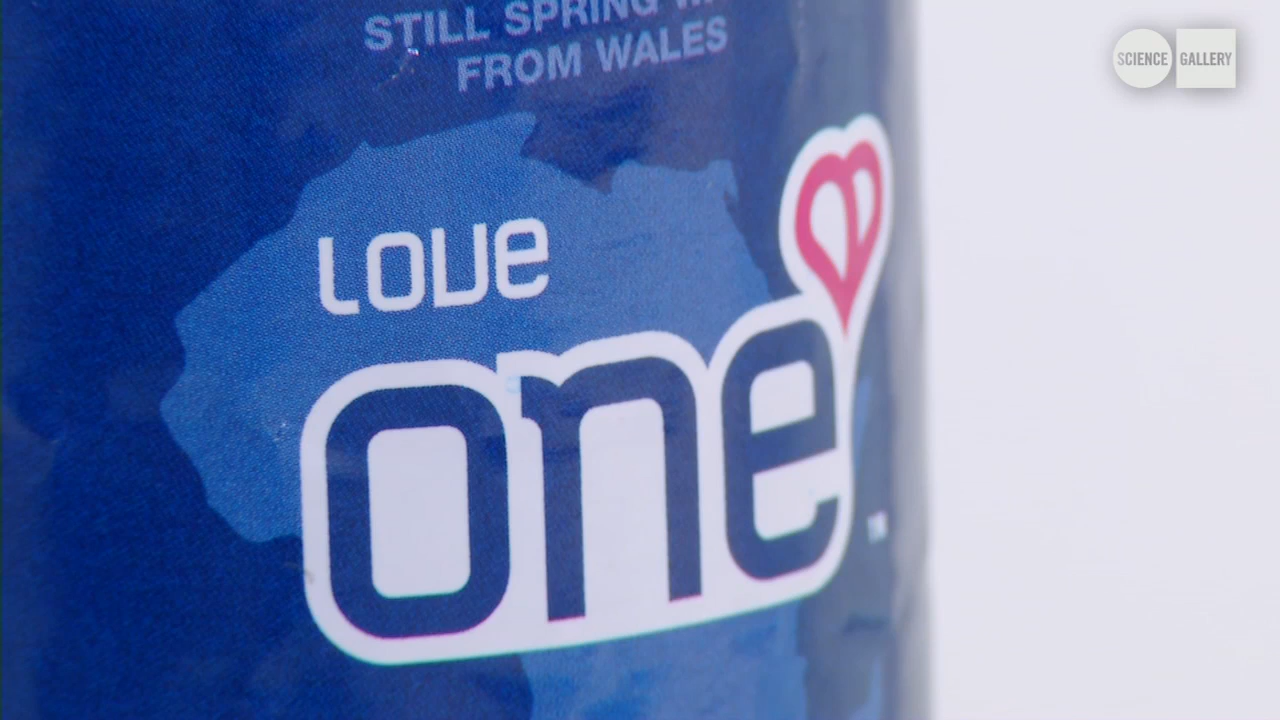 STILL SPRING
FROM WALES
SCIENCE GALLERY
LOVE
one